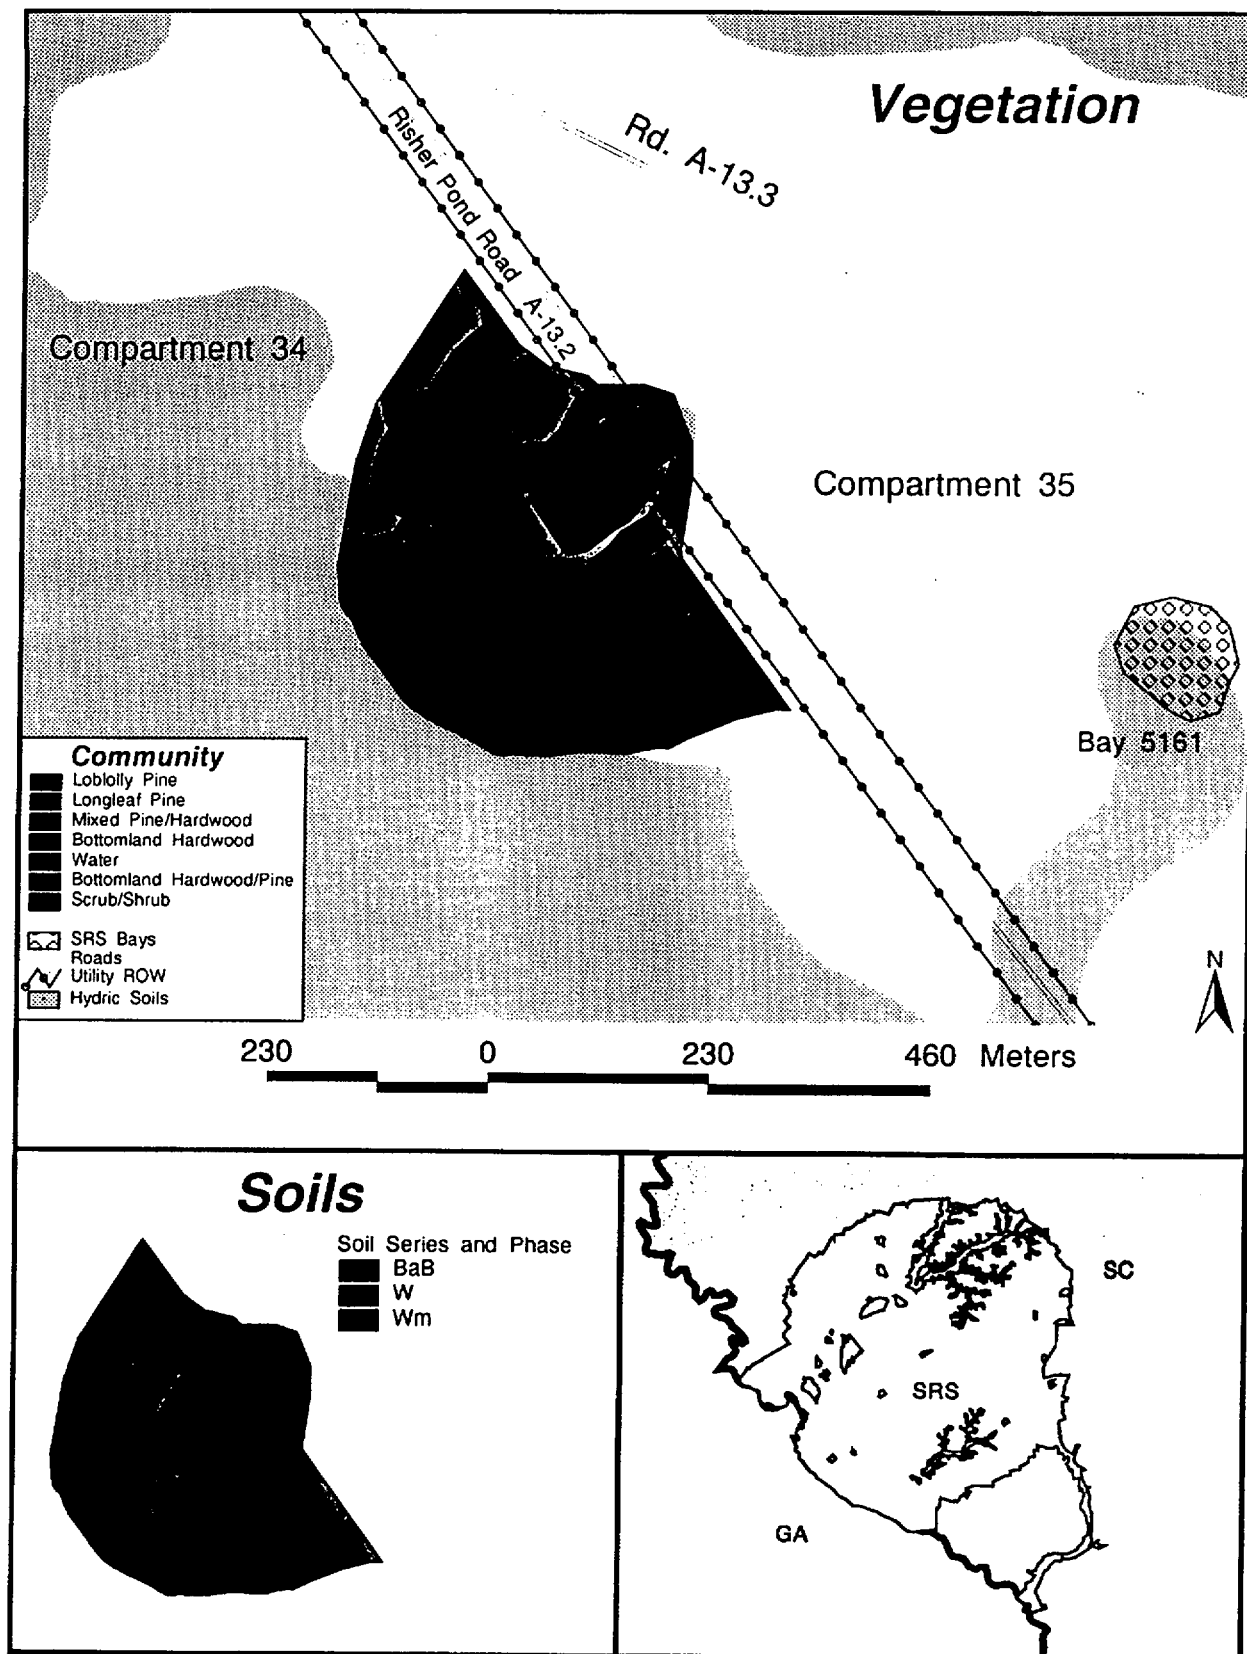 Vegetation
Rd. A-13.3
Risher Pond Road A-13.2
Compartment 34
Compartment 35
Bay 5161
Community
Loblolly Pine
Longleaf Pine
Mixed Pine/Hardwood
Bottomland Hardwood
Water
Bottomland Hardwood/Pine
Scrub/Shrub
SRS Bays
Roads
Utility ROW
Hydric Soils
N
230 0 230 460 Meters
Soils
Soil Series and Phase
BaB
W
Wm
SC
SRS
GA